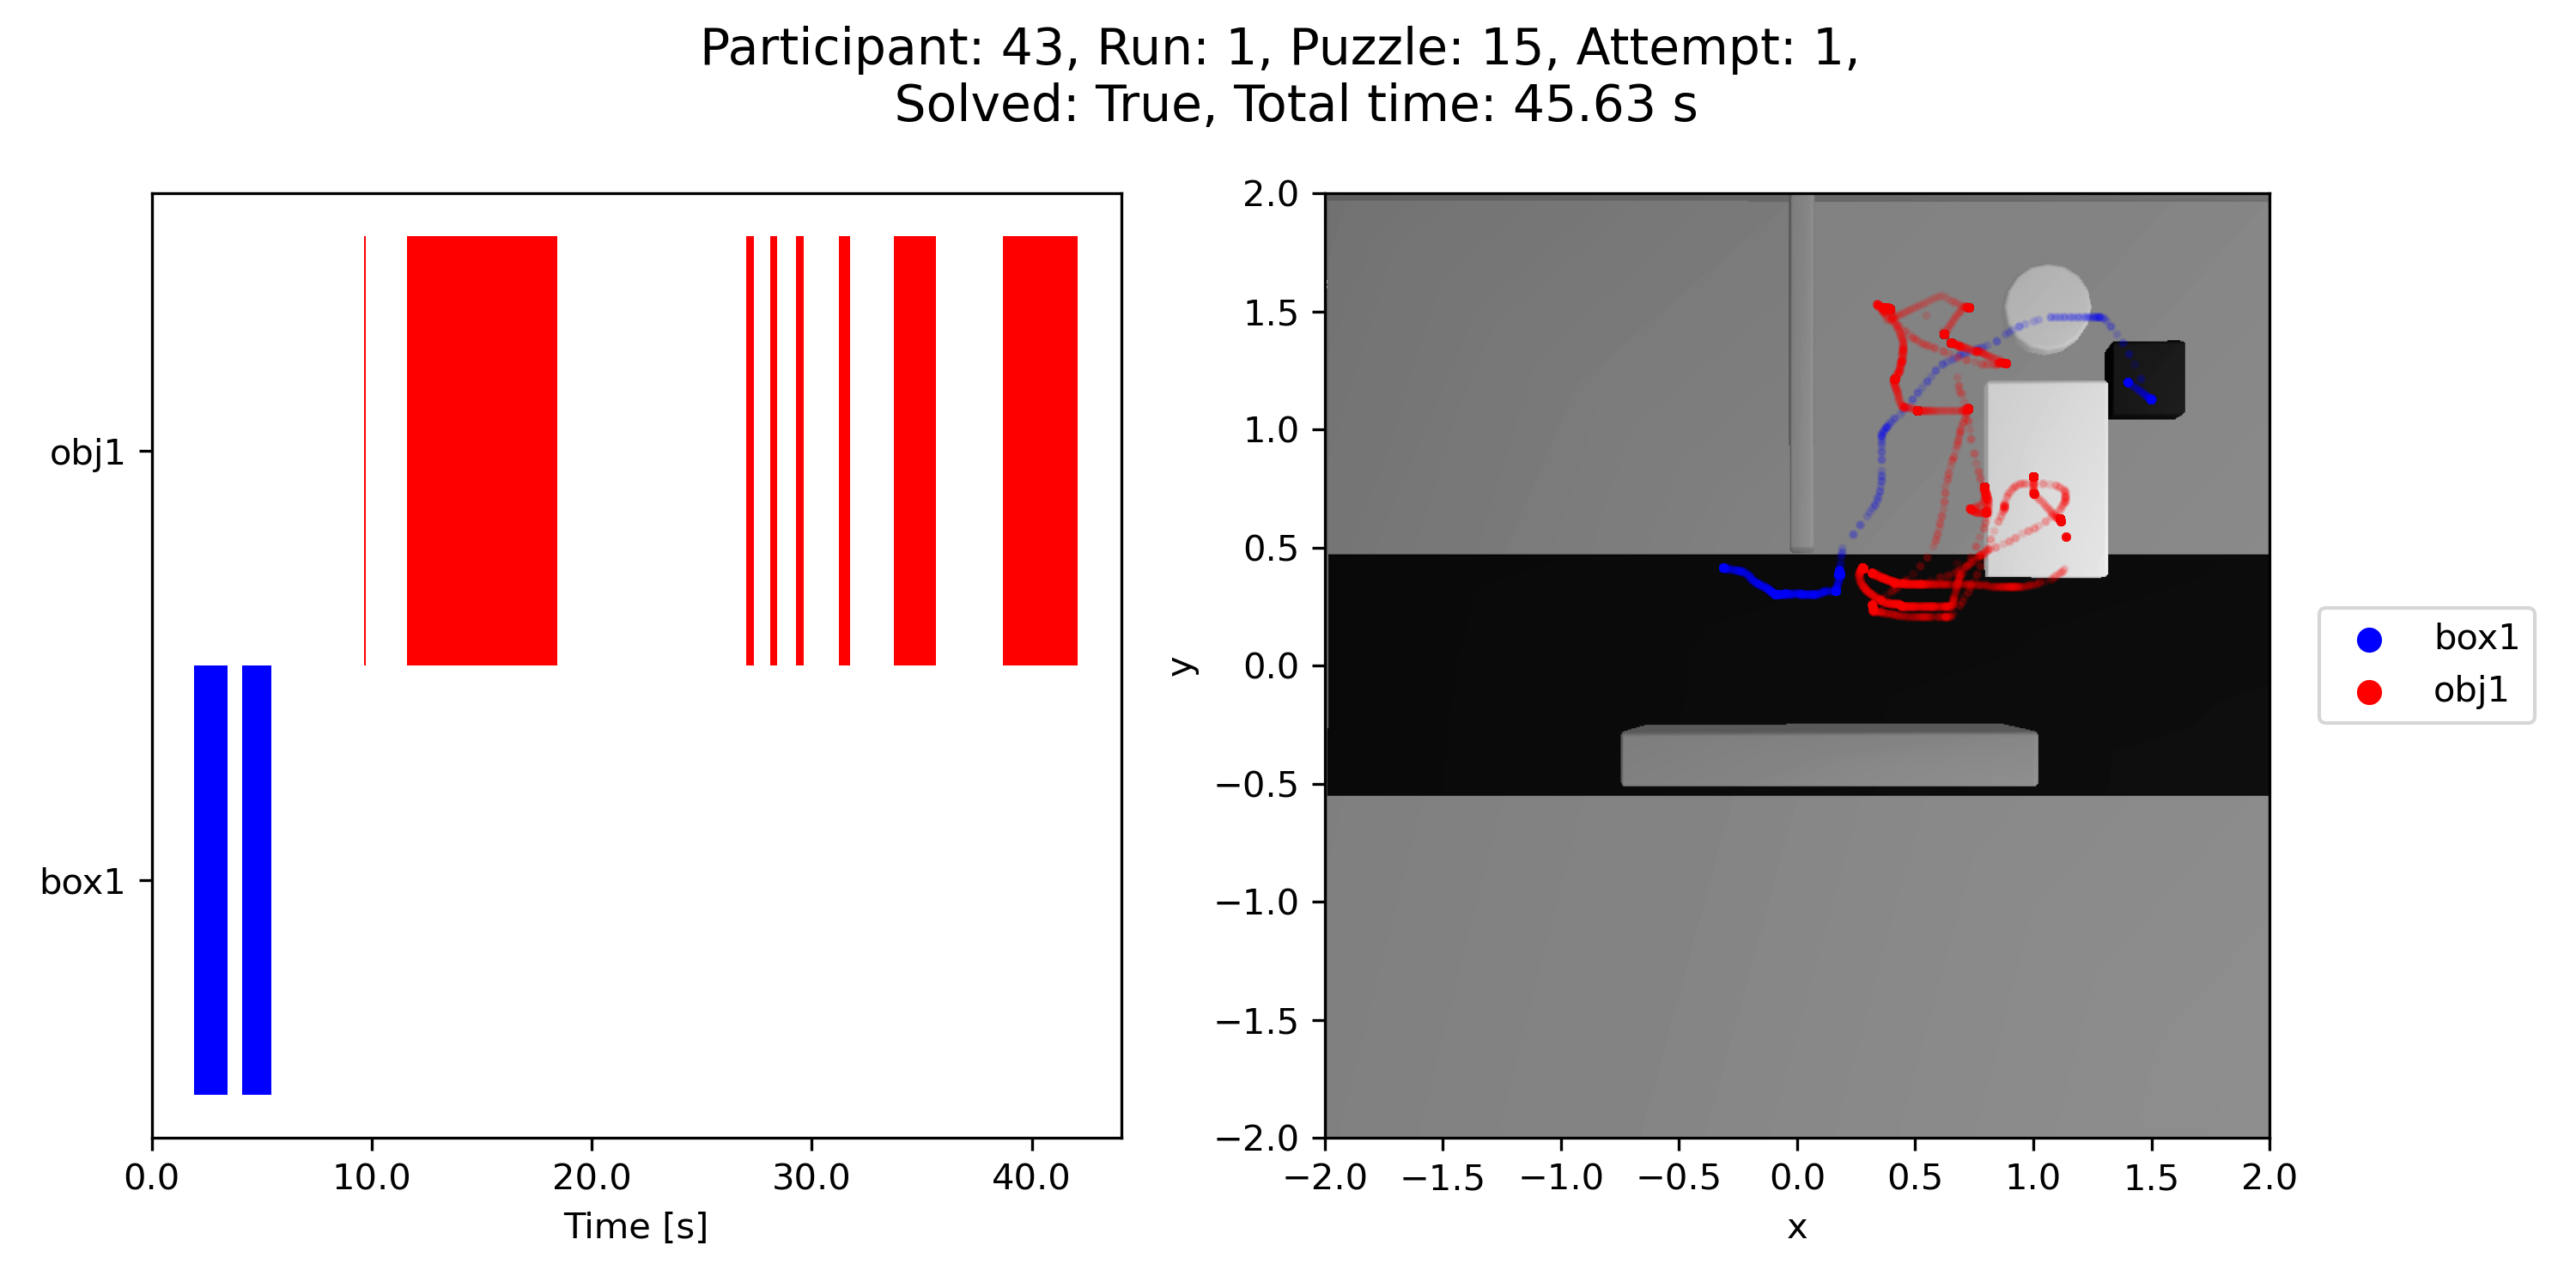 Participant: 43, Run: 1, Puzzle: 15, Attempt: 1,
Solved: True, Total time: 45.63 s
obj1
box1
0.0 10.0 20.0 30.0 40.0
Time [s]
2.0
1.5
1.0
0.5
0.0
−0.5
−1.0
−1.5
−2.0
y
−2.0 −1.5 −1.0 −0.5 0.0 0.5 1.0 1.5 2.0
x
box1
obj1